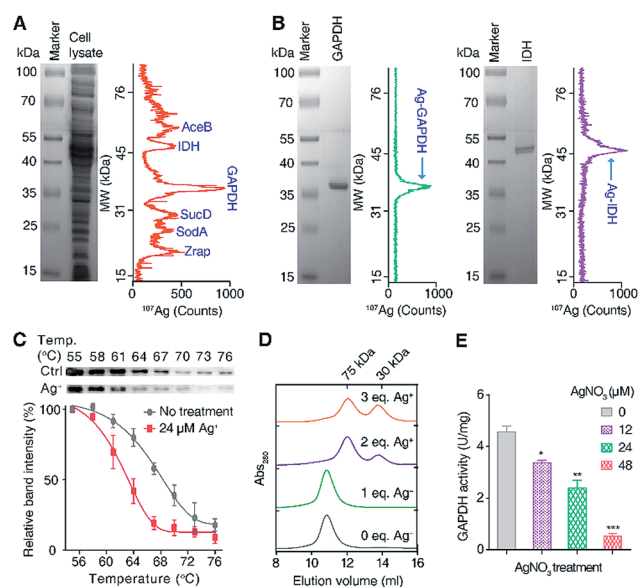 A
kDa
Marker
Cell
lysate
100
70
55
40
35
25
15
MW (kDa)
76
45
31
15
AceB
IDH
GAPDH
SucD
SodA
Zrap
0 500 1000
107Ag (Counts)
B
kDa
Marker
GAPDH
100
70
55
40
35
25
15
MW (kDa)
76
45
31
15
Ag-GAPDH
0 1000
107Ag (Counts)
kDa
Marker
IDH
100
70
55
40
35
25
15
MW (kDa)
76
45
31
15
Ag-IDH
0 1000
107Ag (Counts)
C
Temp.
(°C) 55 58 61 64 67 70 73 76
Ctrl
Ag⁺
Relative band intensity (%)
100
50
0
No treatment
24 μM Ag⁺
56 60 64 68 72 76
Temperature (°C)
D
75 kDa
30 kDa
Abs280
3 eq. Ag⁺
2 eq. Ag⁺
1 eq. Ag⁻
0 eq. Ag⁻
8 10 12 14 16
Elution volume (ml)
E
GAPDH activity (U/mg)
6
4
2
0
*
**
***
AgNO3 treatment
AgNO3 (μM)
0
12
24
48